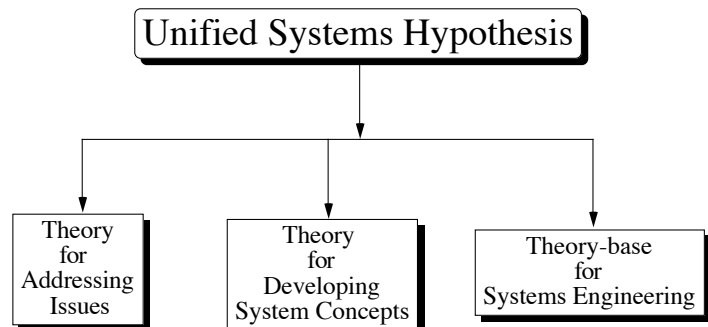 Unified Systems Hypothesis
Theory
for
Addressing
Issues
Theory
for
Developing
System Concepts
Theory-base
for
Systems Engineering